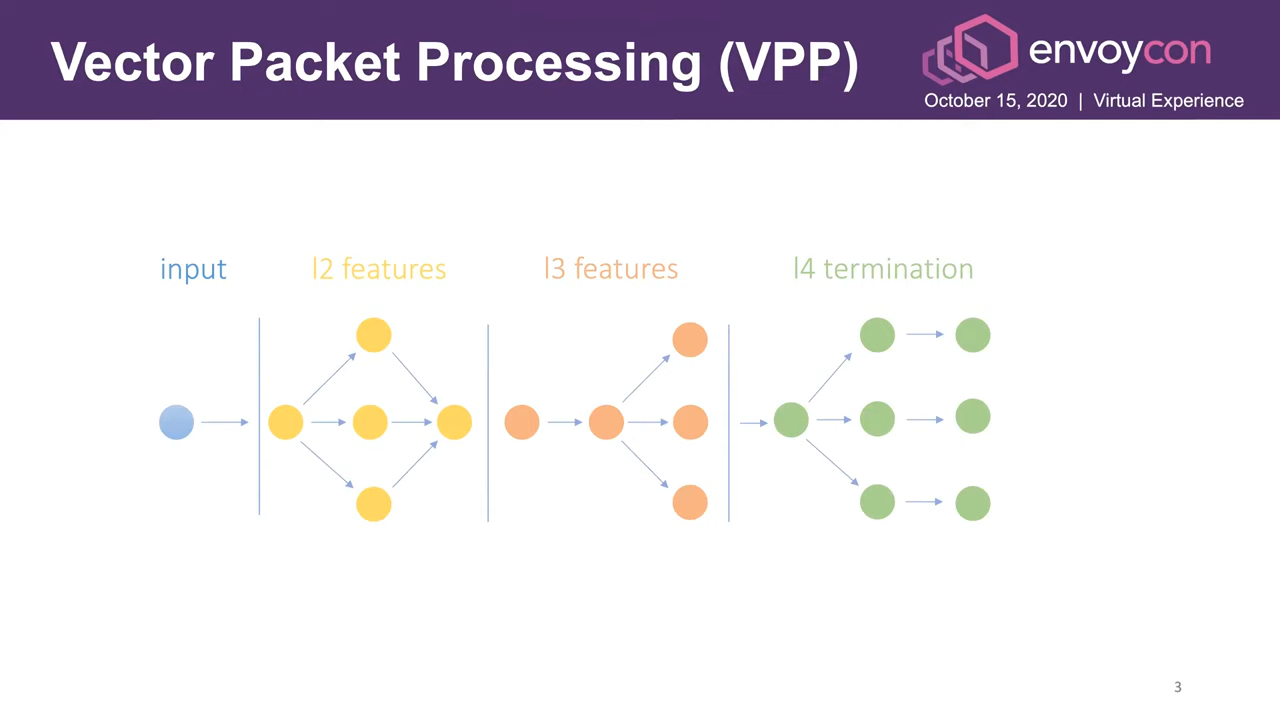 Vector Packet Processing (VPP)
envoycon
October 15, 2020 | Virtual Experience
input
l2 features
l3 features
l4 termination
3